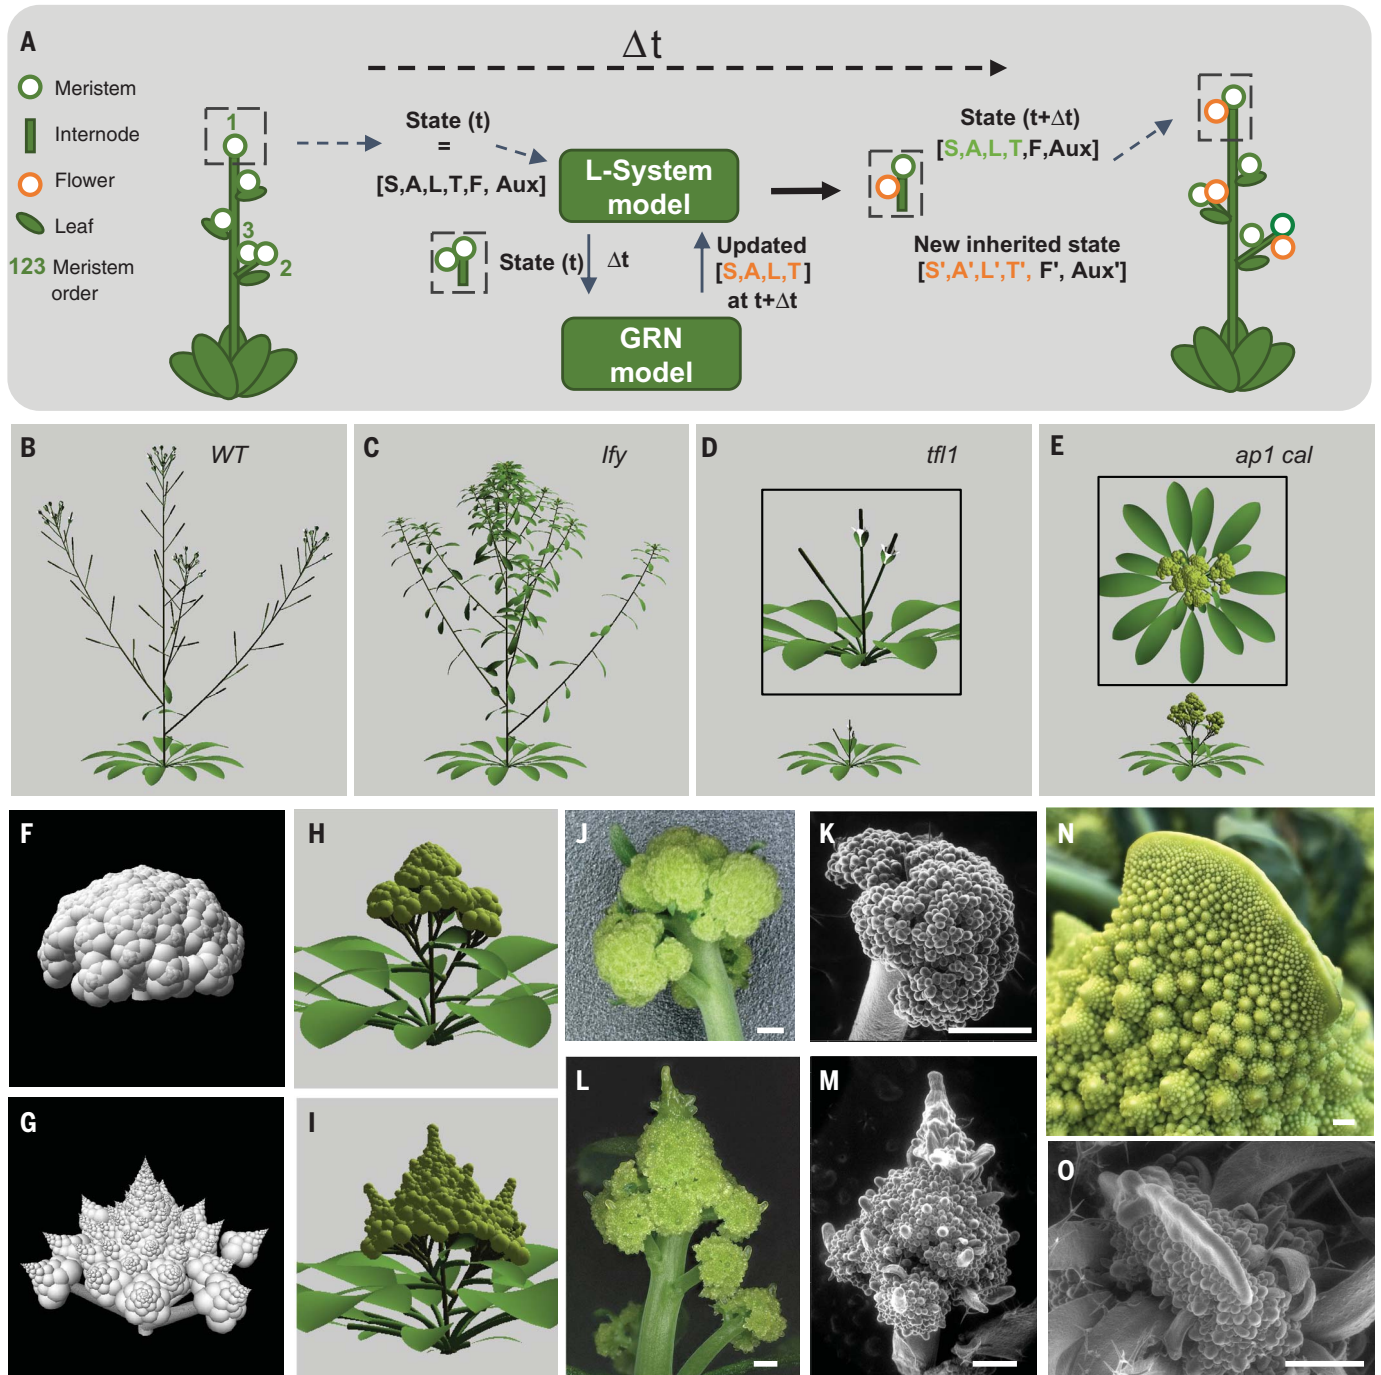 A
Δt
Meristem
Internode
Flower
Leaf
123 Meristem
order
1
3
2
State (t)
=
[S,A,L,T,F, Aux]
L-System
model
State (t)
Δt
Updated
[S,A,L,T]
at t+Δt
GRN
model
State (t+Δt)
[S,A,L,T,F,Aux]
New inherited state
[S',A',L',T', F', Aux']
B
WT
C
lfy
D
tfl1
E
ap1 cal
F
H
J
K
N
G
I
L
M
O